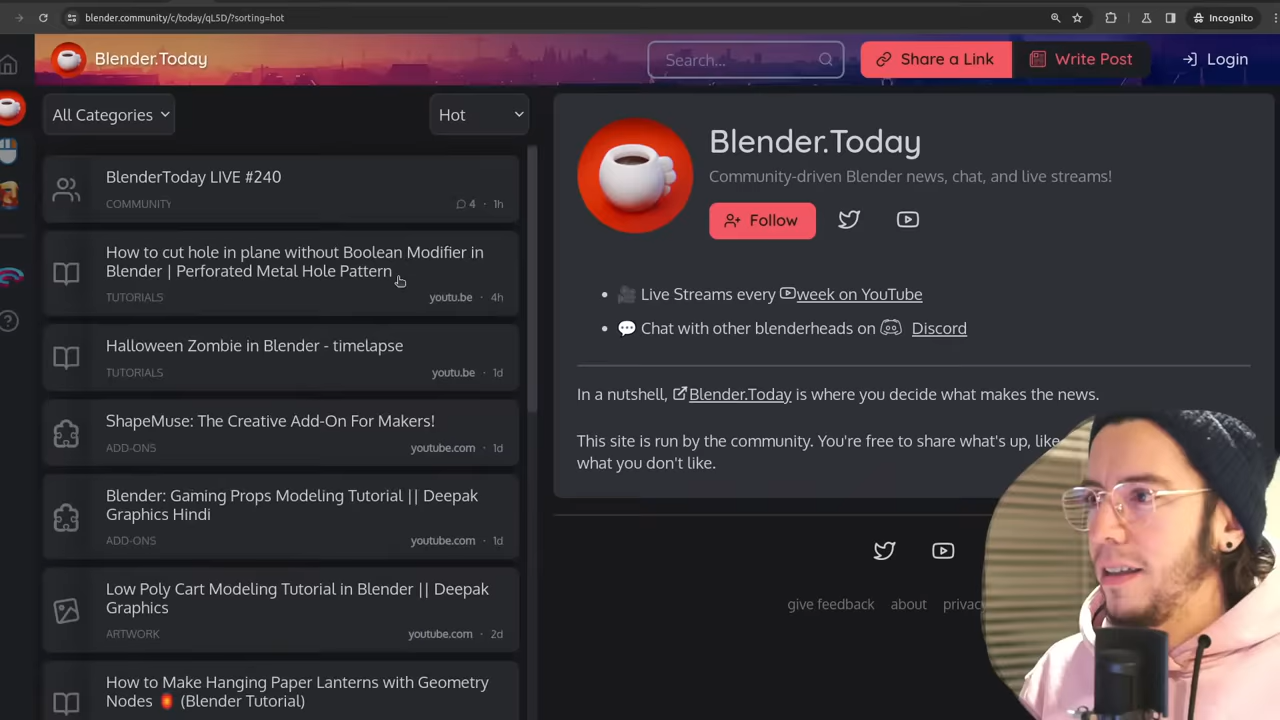 blender.community/c/today/qL5D/?sorting=hot
Incognito
Blender.Today
Search...
Share a Link
Write Post
Login
All Categories
Hot
BlenderToday LIVE #240
COMMUNITY
4 · 1h
How to cut hole in plane without Boolean Modifier in
Blender | Perforated Metal Hole Pattern
TUTORIALS
youtu.be · 4h
Halloween Zombie in Blender - timelapse
TUTORIALS
youtu.be · 1d
ShapeMuse: The Creative Add-On For Makers!
ADD-ONS
youtube.com · 1d
Blender: Gaming Props Modeling Tutorial || Deepak
Graphics Hindi
ADD-ONS
youtube.com · 1d
Low Poly Cart Modeling Tutorial in Blender || Deepak
Graphics
ARTWORK
youtube.com · 2d
How to Make Hanging Paper Lanterns with Geometry
Nodes 🏮 (Blender Tutorial)
Blender.Today
Community-driven Blender news, chat, and live streams!
Follow
• 🎥 Live Streams every week on YouTube
• 💬 Chat with other blenderheads on Discord
In a nutshell, Blender.Today is where you decide what makes the news.
This site is run by the community. You're free to share what's up, like
what you don't like.
give feedback about privac